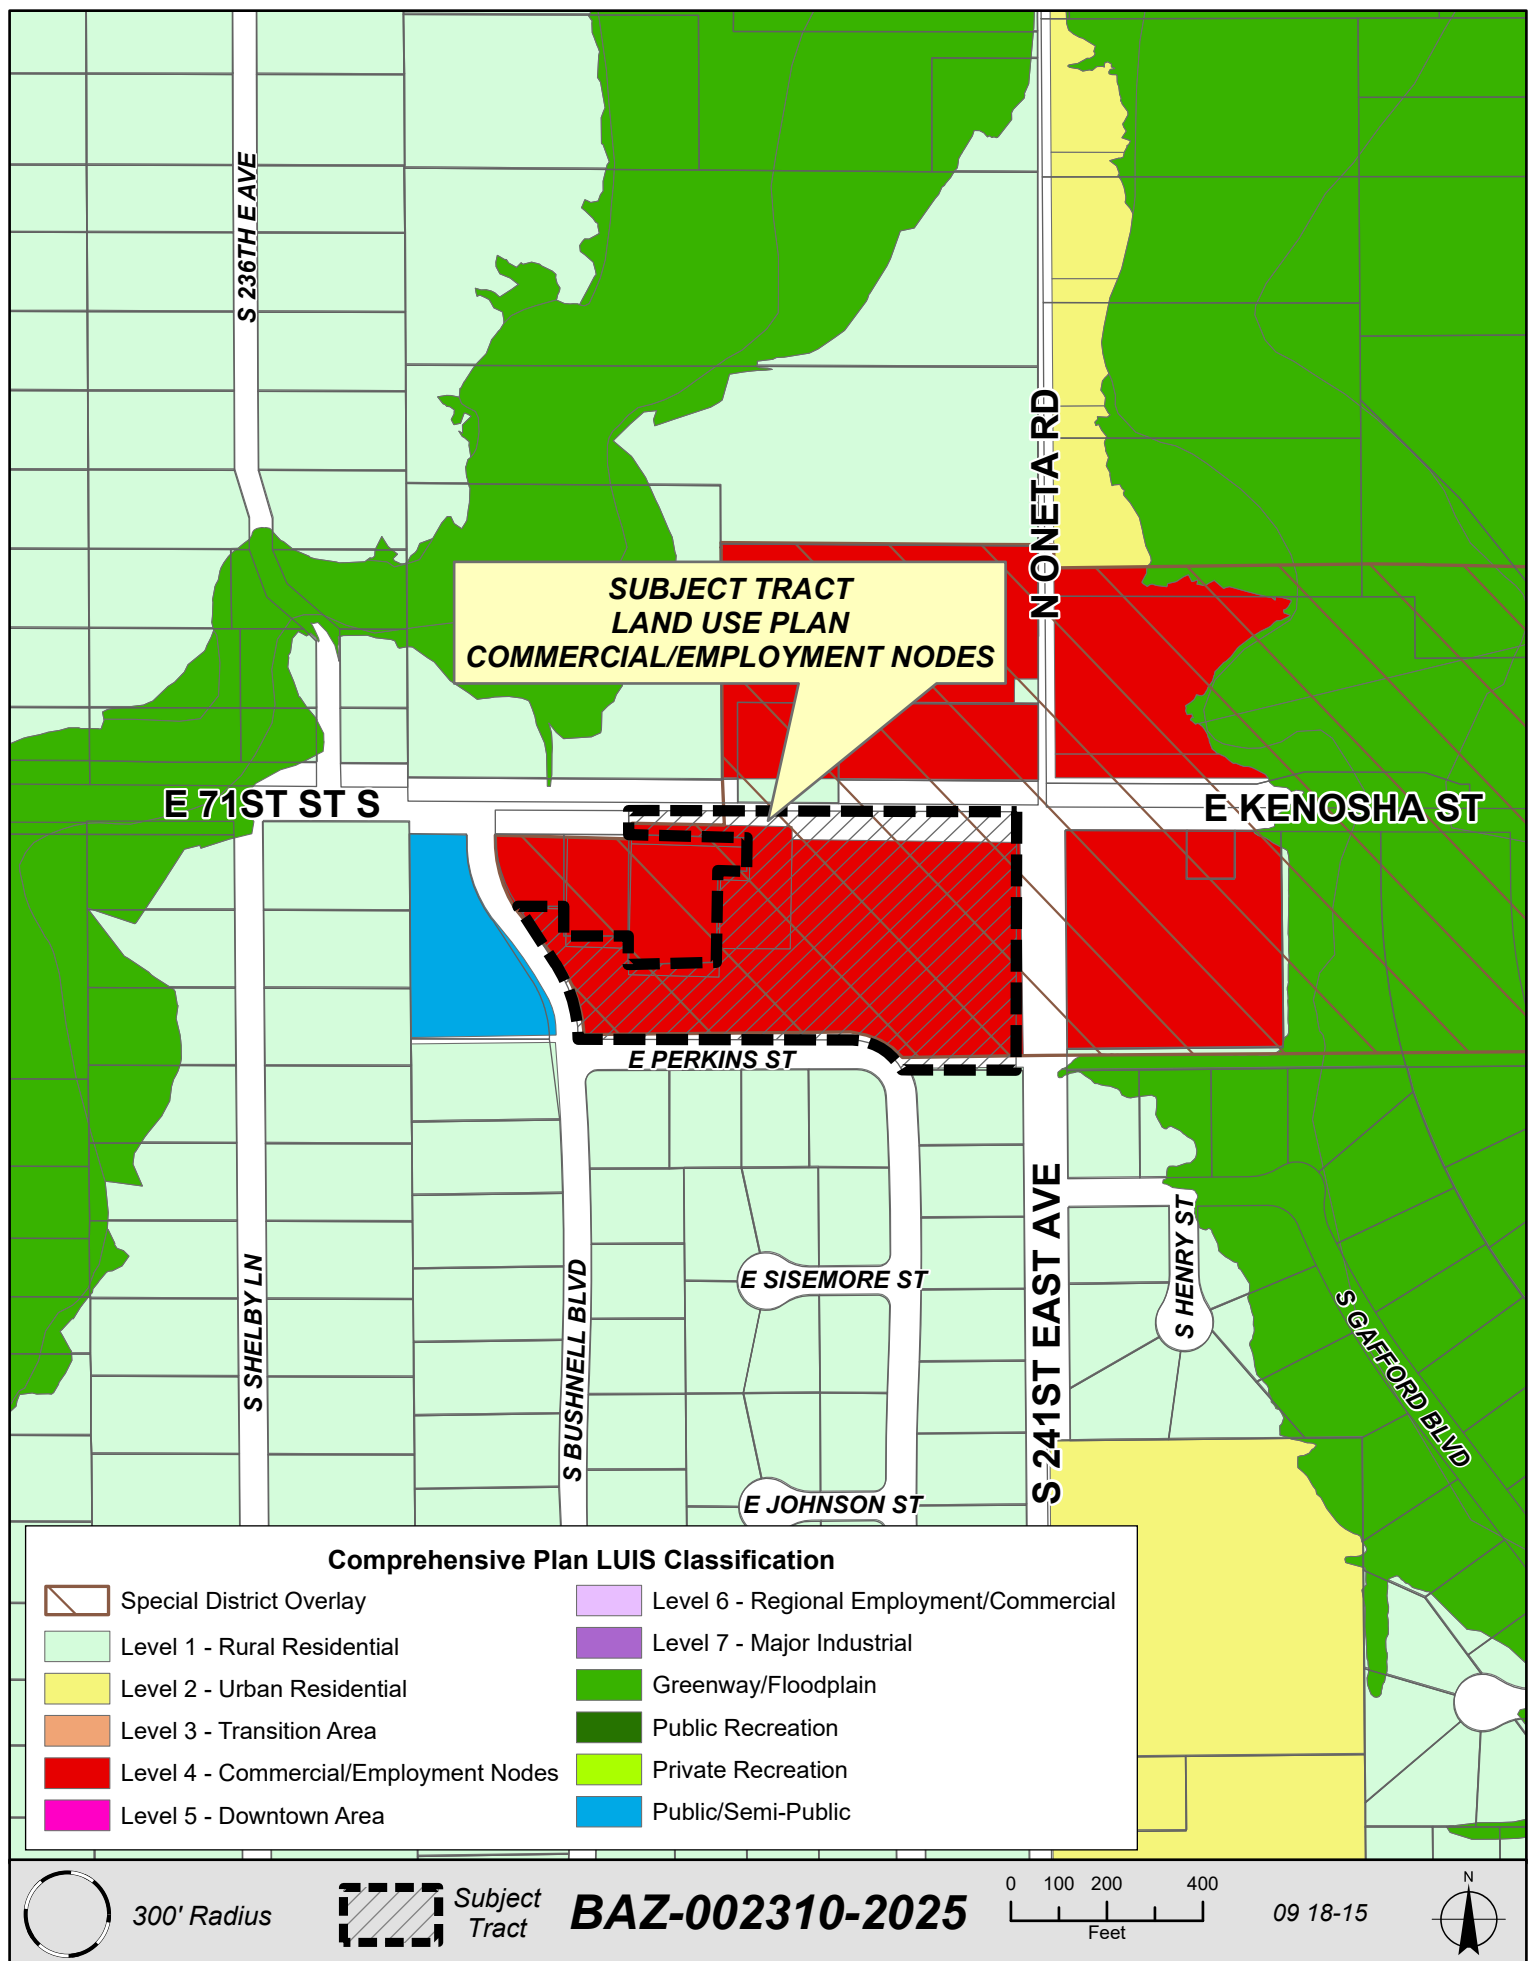 S 236TH E AVE
N ONETA RD
SUBJECT TRACT
LAND USE PLAN
COMMERCIAL/EMPLOYMENT NODES
E 71ST ST S
E KENOSHA ST
E PERKINS ST
S SHELBY LN
S BUSHNELL BLVD
E SISEMORE ST
S 241ST EAST AVE
S HENRY ST
S GAFFORD BLVD
E JOHNSON ST
Comprehensive Plan LUIS Classification
Special District Overlay
Level 1 - Rural Residential
Level 2 - Urban Residential
Level 3 - Transition Area
Level 4 - Commercial/Employment Nodes
Level 5 - Downtown Area
Level 6 - Regional Employment/Commercial
Level 7 - Major Industrial
Greenway/Floodplain
Public Recreation
Private Recreation
Public/Semi-Public
300' Radius
Subject
Tract
BAZ-002310-2025
0 100 200 400
Feet
09 18-15
N